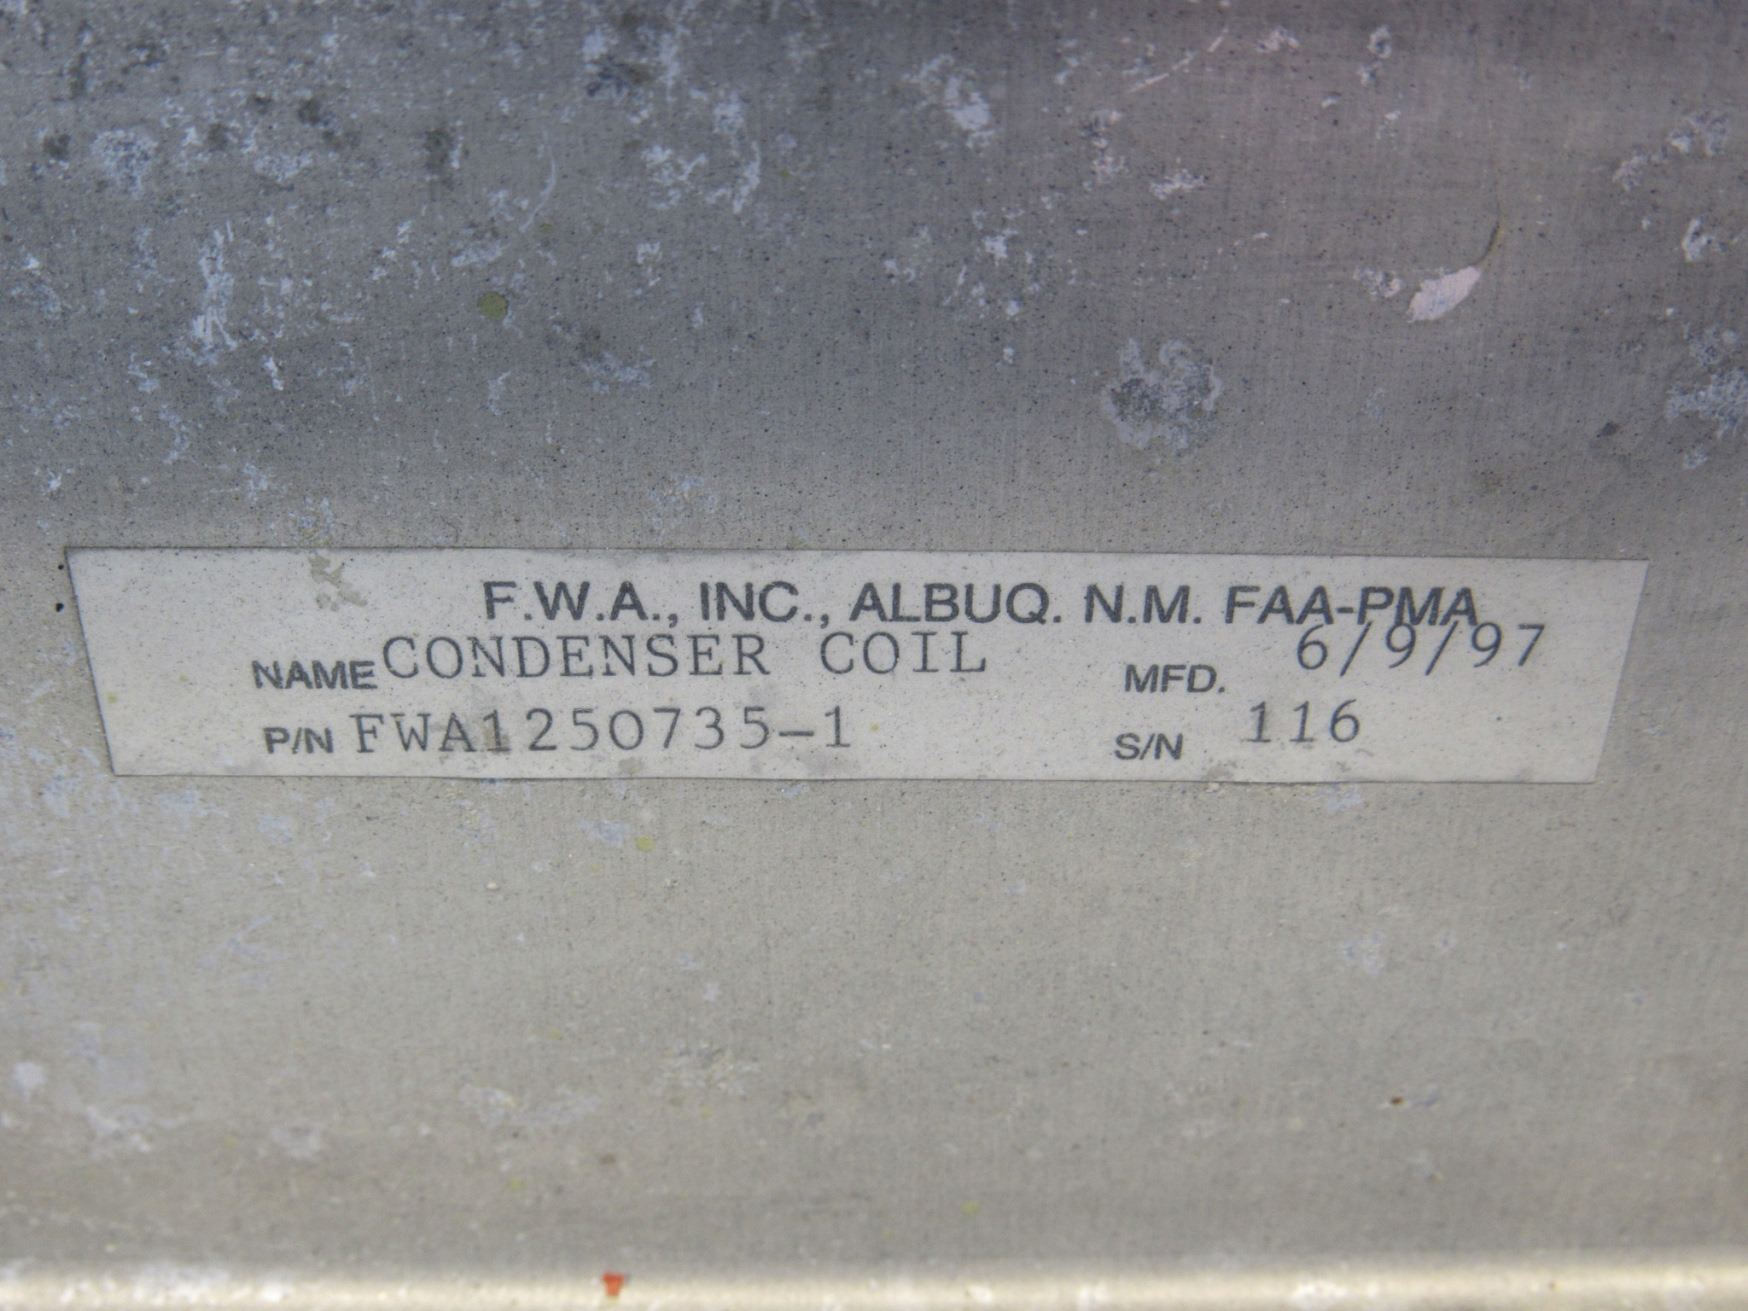 F.W.A., INC., ALBUQ. N.M. FAA-PMA
NAME CONDENSER COIL MFD. 6/9/97
P/N FWA1250735-1 S/N 116